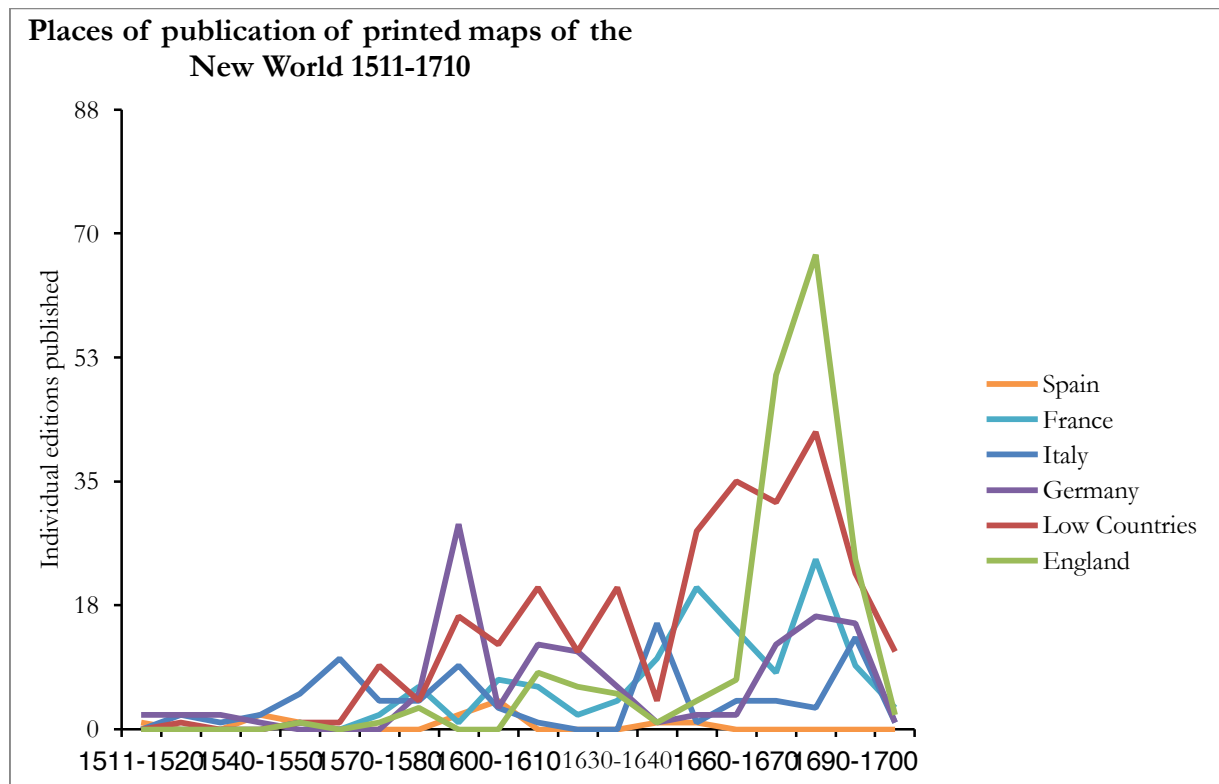 Places of publication of printed maps of the
New World 1511-1710
88
70
53
35
18
0
Individual editions published
1511-1520 1540-1550 1570-1580 1600-1610 1630-1640 1660-1670 1690-1700
Spain
France
Italy
Germany
Low Countries
England